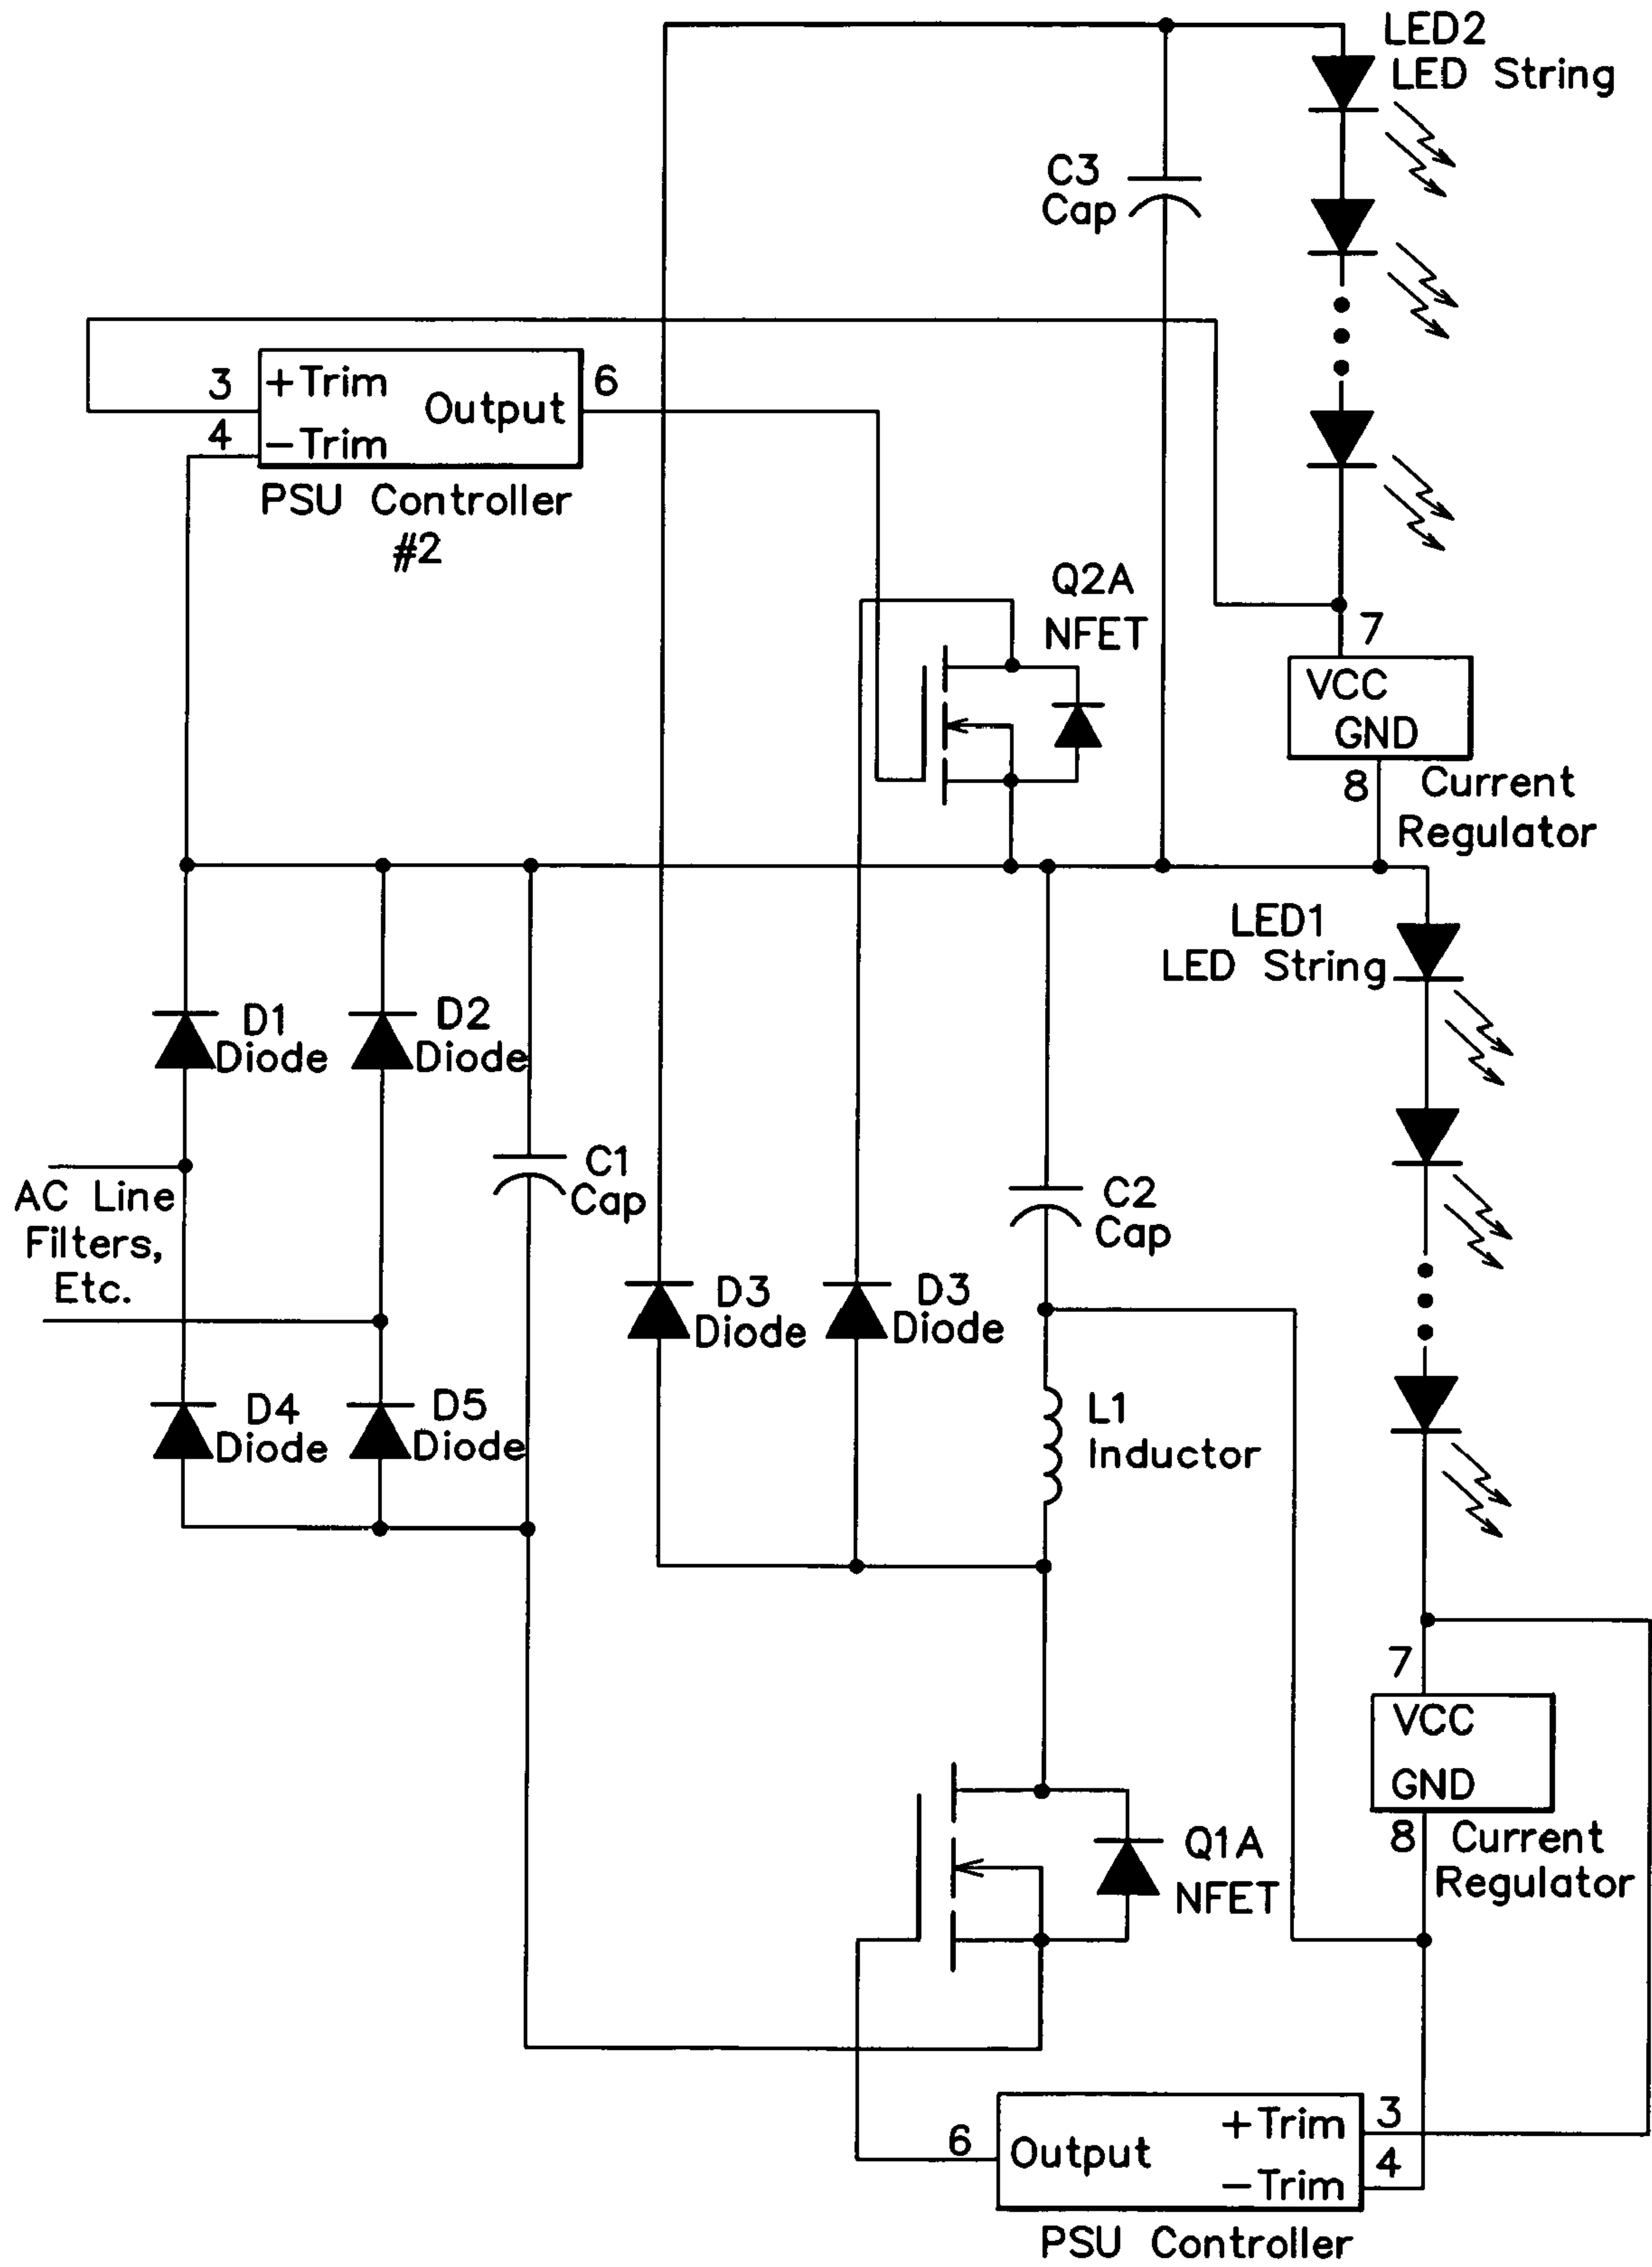 LED2
LED String
C3
Cap
3
+Trim
Output
6
4
−Trim
PSU Controller
#2
Q2A
NFET
7
VCC
GND
8
Current
Regulator
LED1
LED String
D1
Diode
D2
Diode
C1
Cap
C2
Cap
AC Line
Filters,
Etc.
D3
Diode
D3
Diode
D4
Diode
D5
Diode
L1
Inductor
7
VCC
GND
8
Current
Regulator
Q1A
NFET
6
Output
+Trim
3
−Trim
4
PSU Controller